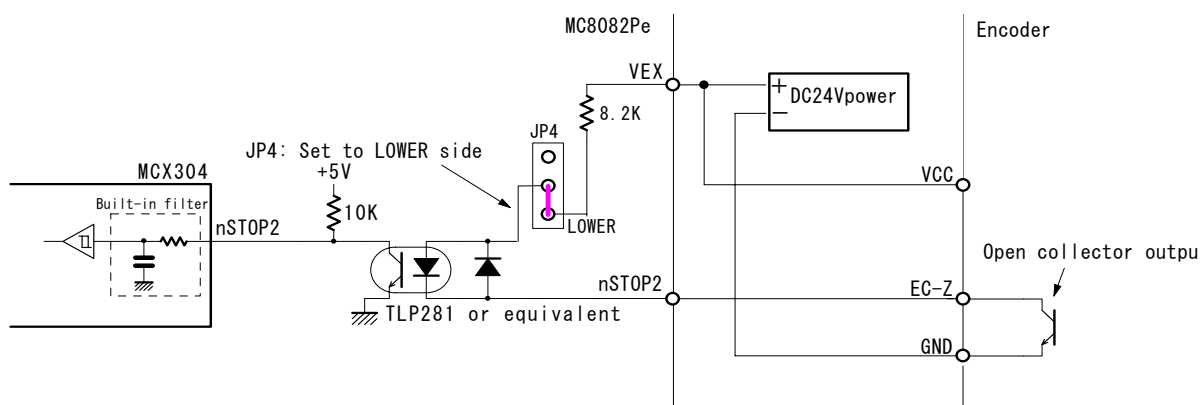 MC8082Pe
Encoder
VEX
+
DC24Vpower
−
8.2K
JP4
JP4: Set to LOWER side
MCX304
+5V
VCC
Built-in filter
10K
nSTOP2
LOWER
Open collector outpu
nSTOP2
EC-Z
TLP281 or equivalent
GND